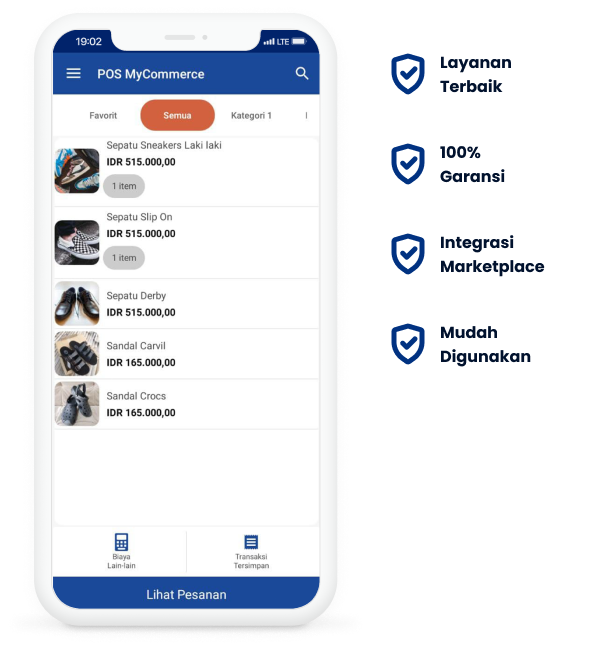 19:02
LTE
POS MyCommerce
Favorit
Semua
Kategori 1
Sepatu Sneakers Laki laki
IDR 515.000,00
1 item
Sepatu Slip On
IDR 515.000,00
1 item
Sepatu Derby
IDR 515.000,00
Sandal Carvil
IDR 165.000,00
Sandal Crocs
IDR 165.000,00
Biaya
Lain-lain
Transaksi
Tersimpan
Lihat Pesanan
Layanan
Terbaik
100%
Garansi
Integrasi
Marketplace
Mudah
Digunakan